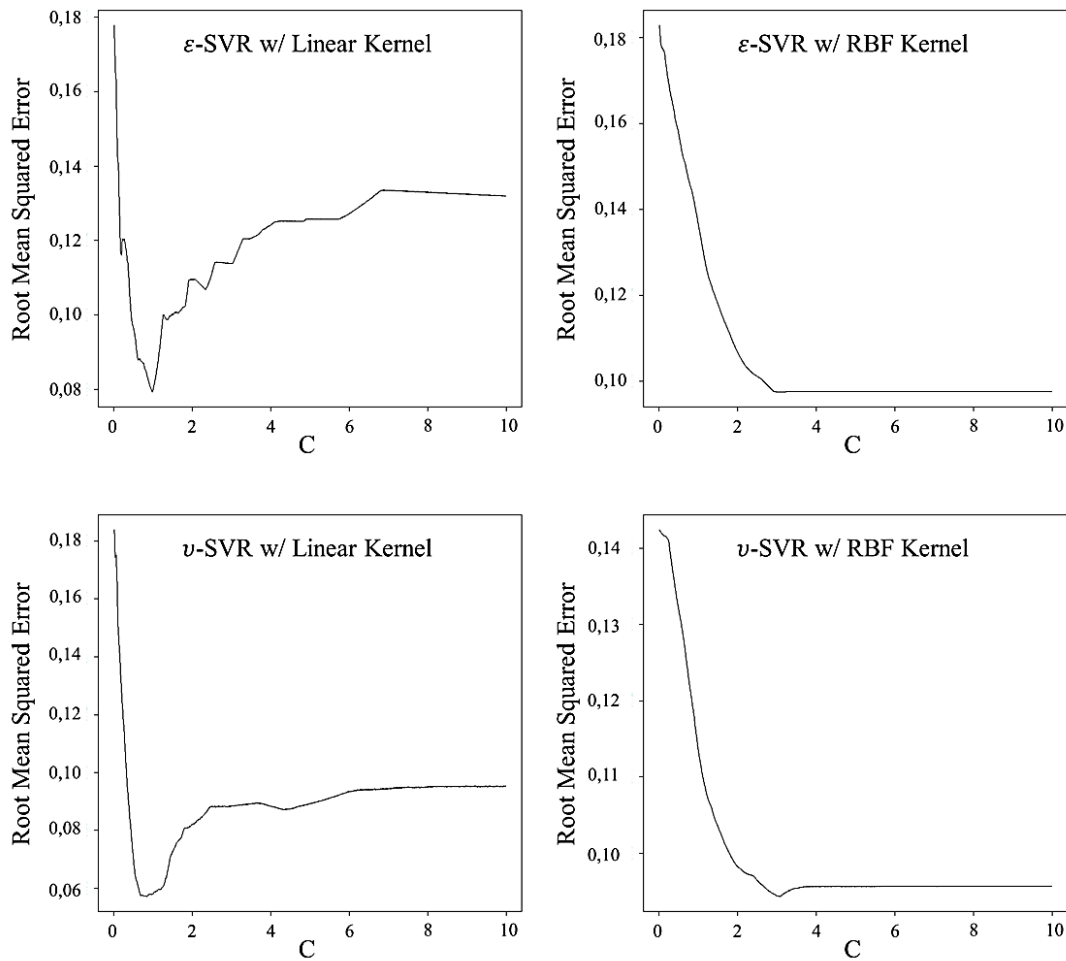 ε-SVR w/ Linear Kernel
Root Mean Squared Error
0,18
0,16
0,14
0,12
0,10
0,08
0 2 4 6 8 10
C
ε-SVR w/ RBF Kernel
Root Mean Squared Error
0,18
0,16
0,14
0,12
0,10
0 2 4 6 8 10
C
υ-SVR w/ Linear Kernel
Root Mean Squared Error
0,18
0,16
0,14
0,12
0,10
0,08
0,06
0 2 4 6 8 10
C
υ-SVR w/ RBF Kernel
Root Mean Squared Error
0,14
0,13
0,12
0,11
0,10
0 2 4 6 8 10
C